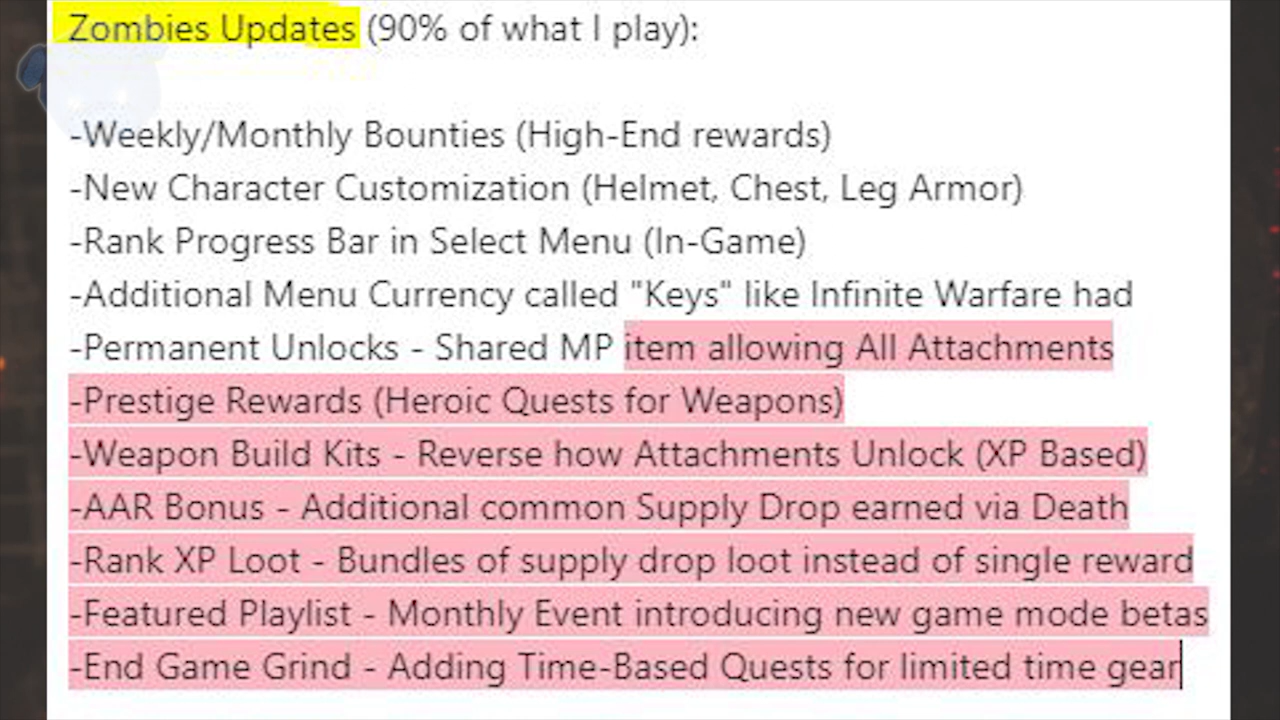 Zombies Updates (90% of what I play):
-Weekly/Monthly Bounties (High-End rewards)
-New Character Customization (Helmet, Chest, Leg Armor)
-Rank Progress Bar in Select Menu (In-Game)
-Additional Menu Currency called "Keys" like Infinite Warfare had
-Permanent Unlocks - Shared MP item allowing All Attachments
-Prestige Rewards (Heroic Quests for Weapons)
-Weapon Build Kits - Reverse how Attachments Unlock (XP Based)
-AAR Bonus - Additional common Supply Drop earned via Death
-Rank XP Loot - Bundles of supply drop loot instead of single reward
-Featured Playlist - Monthly Event introducing new game mode betas
-End Game Grind - Adding Time-Based Quests for limited time gear